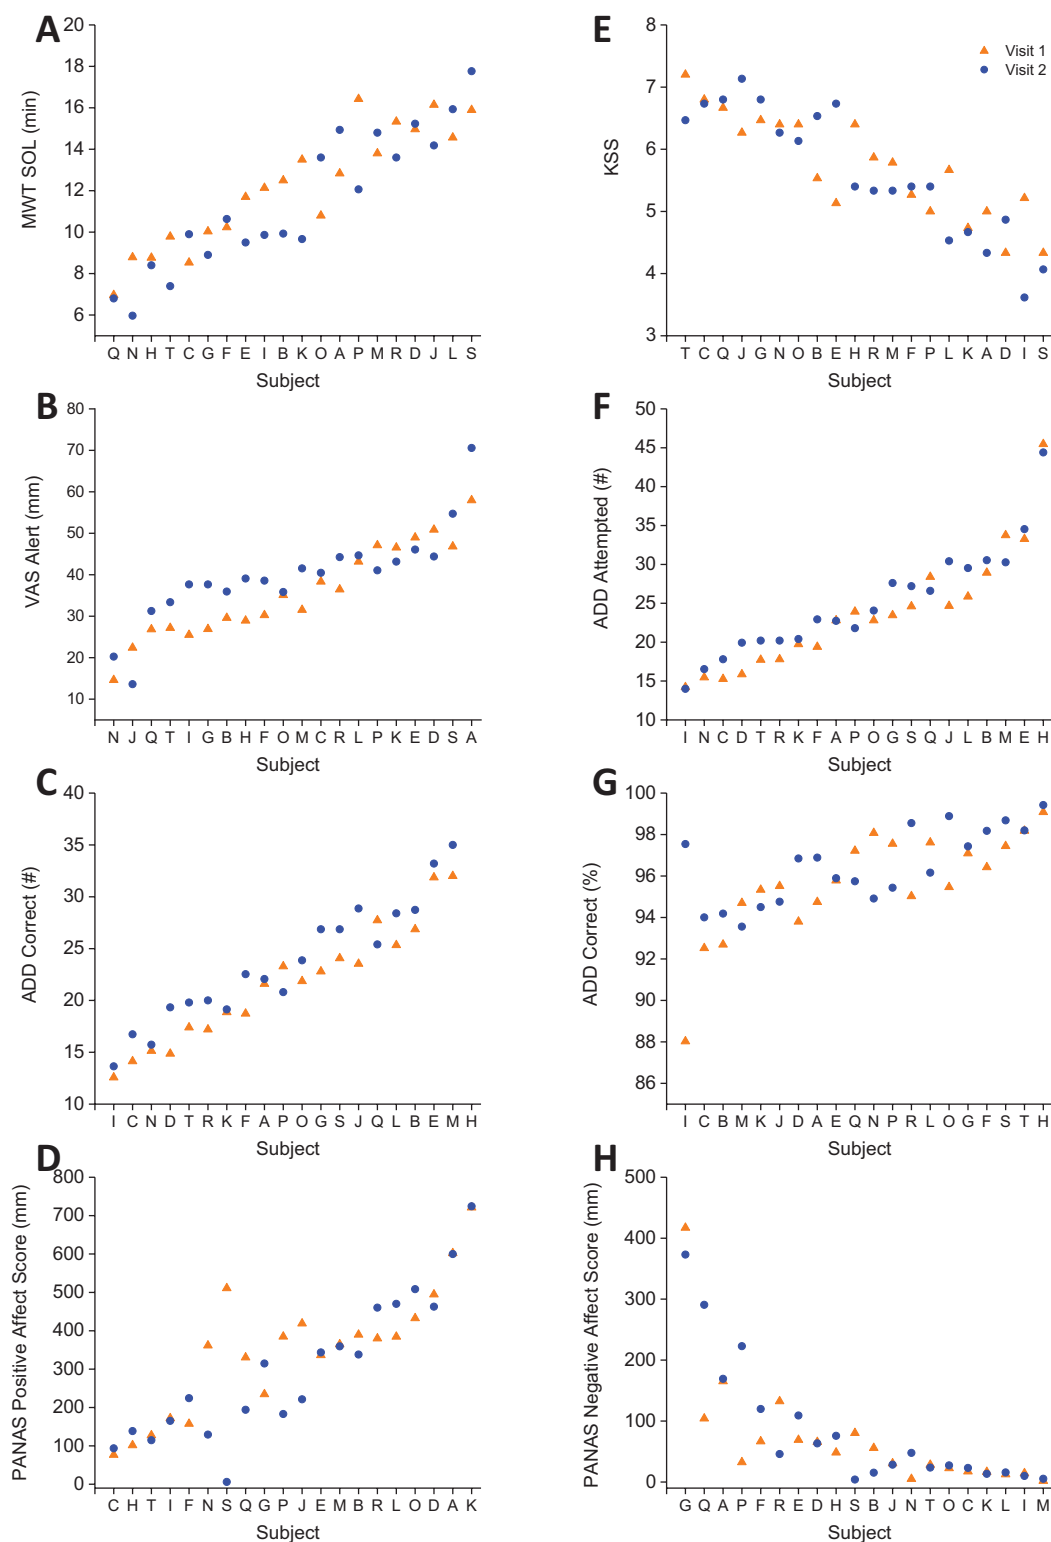 A
20
18
16
14
12
10
8
6
MWT SOL (min)
Q N H T C G F E I B K O A P M R D J L S
Subject
E
8
7
6
5
4
3
KSS
Visit 1
Visit 2
T C Q J G N O B E H R M F P L K A D I S
Subject
B
80
70
60
50
40
30
20
10
VAS Alert (mm)
N J Q T I G B H F O M C R L P K E D S A
Subject
F
50
45
40
35
30
25
20
15
10
ADD Attempted (#)
I N C D T R K F A P O G S Q J L B M E H
Subject
C
40
35
30
25
20
15
10
ADD Correct (#)
I C N D T R K F A P O G S J Q L B E M H
Subject
G
100
98
96
94
92
90
88
86
ADD Correct (%)
I C B M K J D A E Q N P R L O G F S T H
Subject
D
800
700
600
500
400
300
200
100
0
PANAS Positive Affect Score (mm)
C H T I F N S Q G P J E M B R L O D A K
Subject
H
500
400
300
200
100
0
PANAS Negative Affect Score (mm)
G Q A P F R E D H S B J N T O C K L I M
Subject